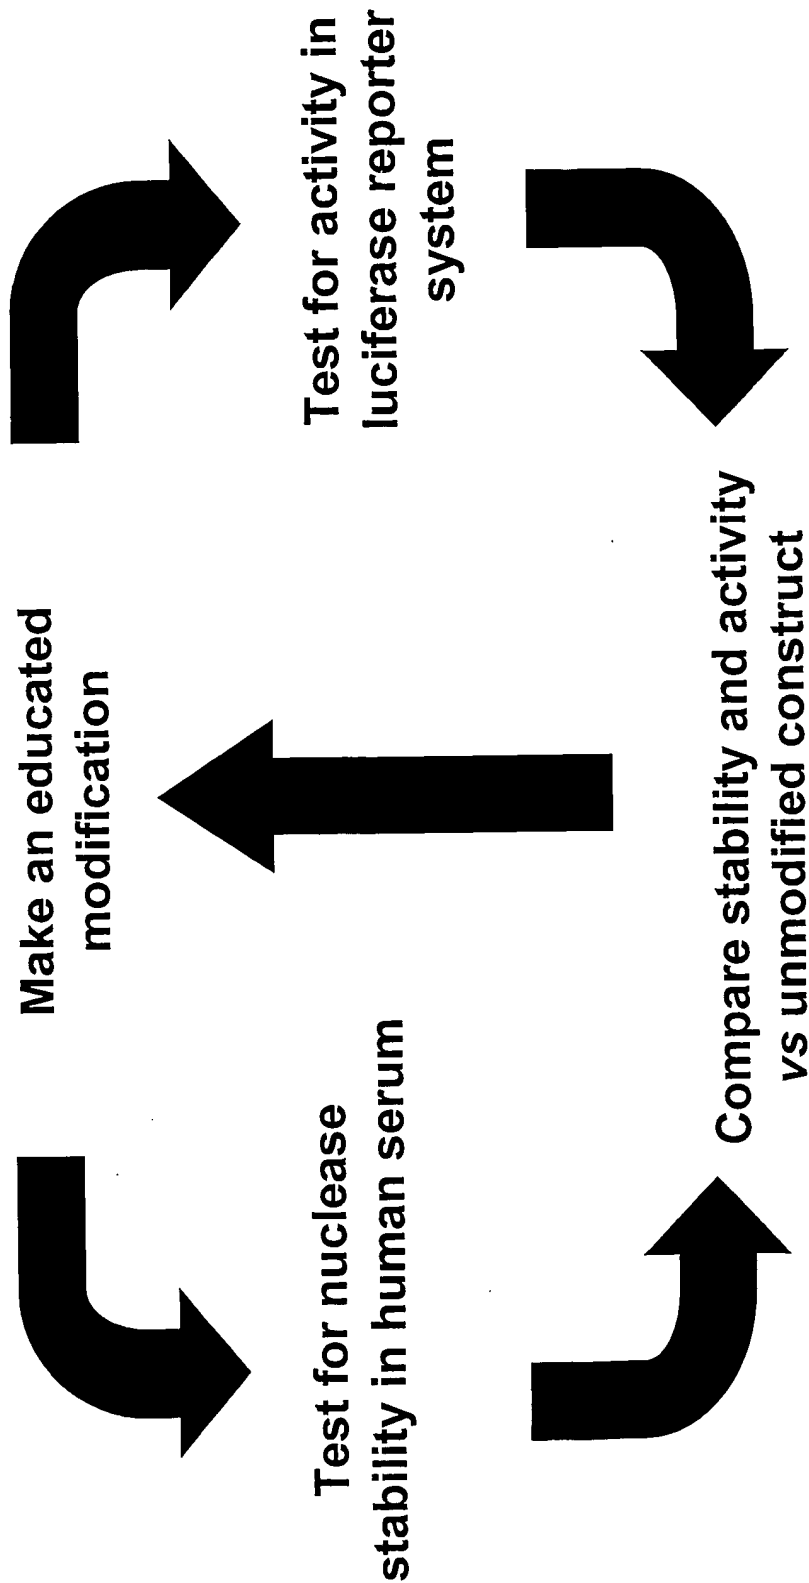 Make an educated
modification
Test for nuclease
stability in human serum
Test for activity in
luciferase reporter
system
Compare stability and activity
vs unmodified construct